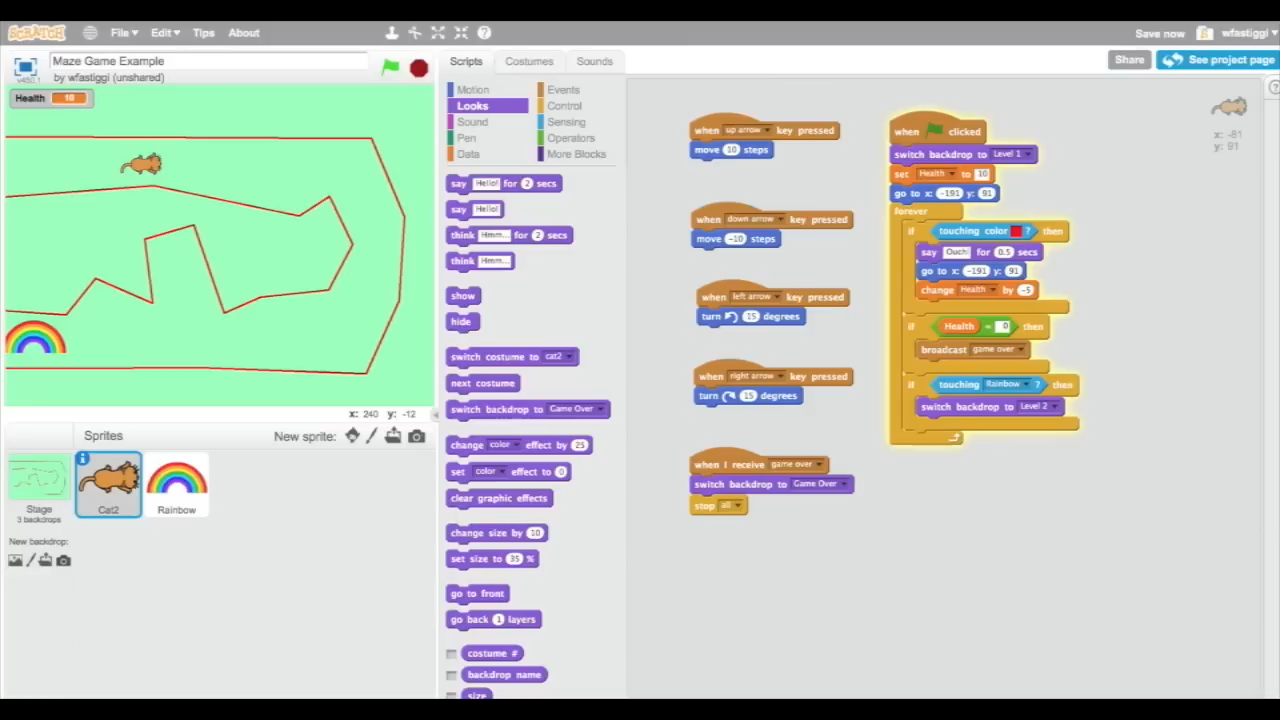 SCRATCH File Edit Tips About Save now wfastiggi
Maze Game Example
by wfastiggi (unshared)
Scripts Costumes Sounds
Share See project page
Health 10
Motion Events
Looks Control
Sound Sensing
Pen Operators
Data More Blocks
say Hello! for 2 secs
say Hello!
think Hmm... for 2 secs
think Hmm...
show
hide
switch costume to cat2
next costume
switch backdrop to Game Over
change color effect by 25
set color effect to 0
clear graphic effects
change size by 10
set size to 35 %
go to front
go back 1 layers
costume #
backdrop name
size
when up arrow key pressed
move 10 steps
when down arrow key pressed
move -10 steps
when left arrow key pressed
turn 15 degrees
when right arrow key pressed
turn 15 degrees
when I receive game over
switch backdrop to Game Over
stop all
when clicked
switch backdrop to Level 1
set Health to 10
go to x: -191 y: 91
forever
if touching color ? then
say Ouch! for 0.5 secs
go to x: -191 y: 91
change Health by -5
if Health = 0 then
broadcast game over
if touching Rainbow ? then
switch backdrop to Level 2
x: -81
y: 91
x: 240 y: -12
Sprites New sprite:
Stage
3 backdrops
Cat2
Rainbow
New backdrop: